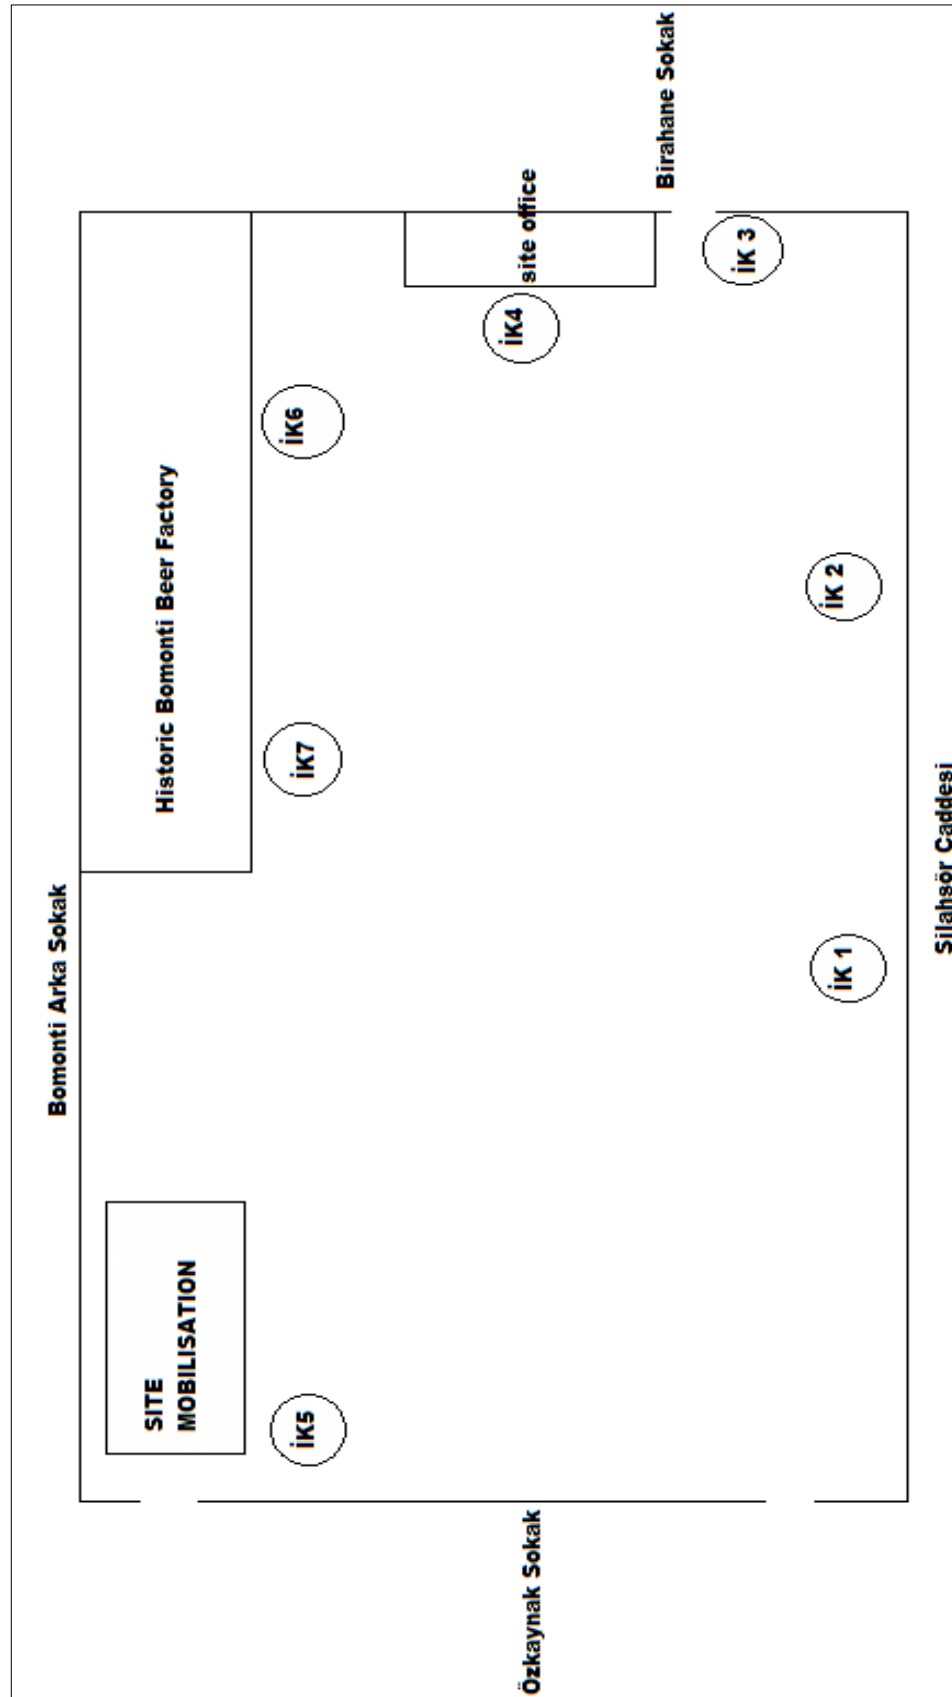 Birahane Sokak
site office
İK 3
İK4
İK6
Historic Bomonti Beer Factory
İK 2
İK7
Silahsör Caddesi
Bomonti Arka Sokak
İK 1
SITE
MOBILISATION
İK5
Özkaynak Sokak